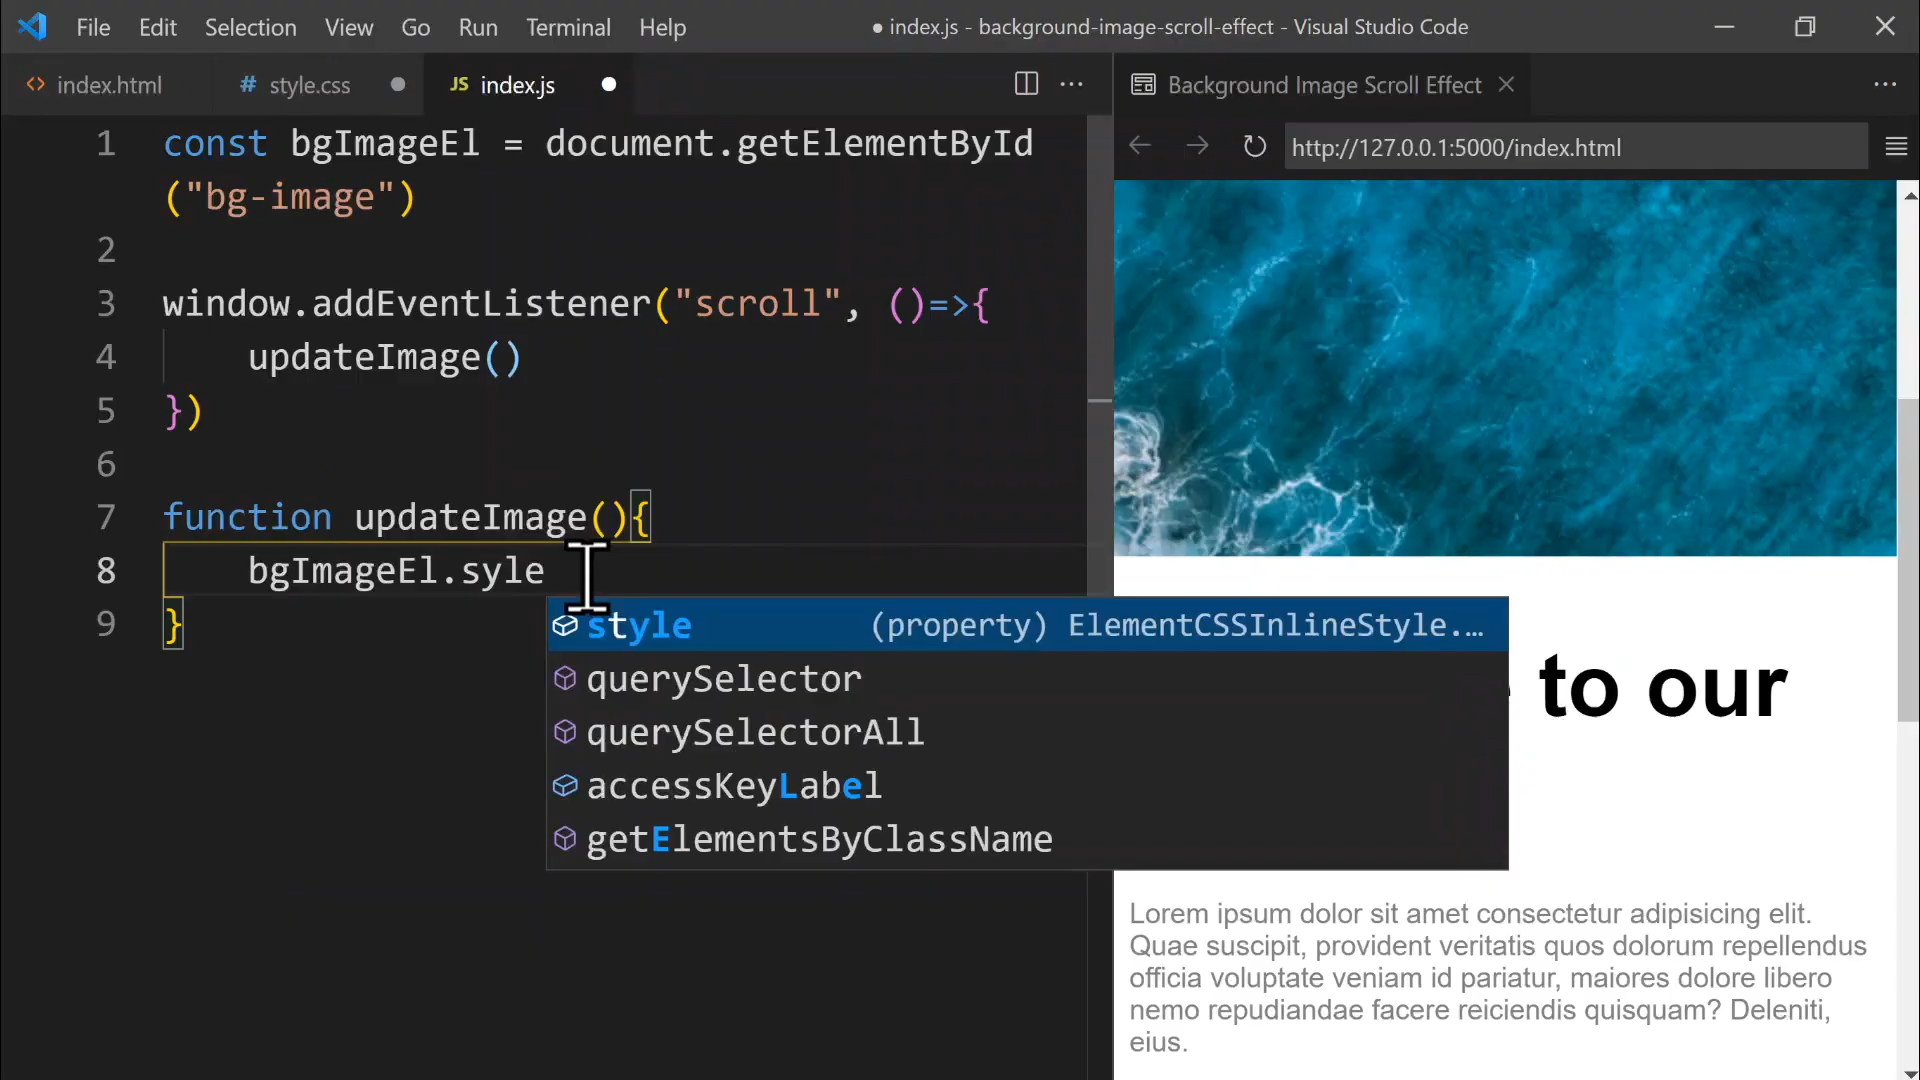 File Edit Selection View Go Run Terminal Help
● index.js - background-image-scroll-effect - Visual Studio Code
<> index.html
# style.css ●
JS index.js ●
Background Image Scroll Effect
http://127.0.0.1:5000/index.html
1 const bgImageEl = document.getElementById
("bg-image")
2
3 window.addEventListener("scroll", ()=>{
4 updateImage()
5 })
6
7 function updateImage(){
8 bgImageEl.syle
9 }
style (property) ElementCSSInlineStyle.…
querySelector
querySelectorAll
accessKeyLabel
getElementsByClassName
to our
Lorem ipsum dolor sit amet consectetur adipisicing elit.
Quae suscipit, provident veritatis quos dolorum repellendus
officia voluptate veniam id pariatur, maiores dolore libero
nemo repudiandae facere reiciendis quisquam? Deleniti,
eius.